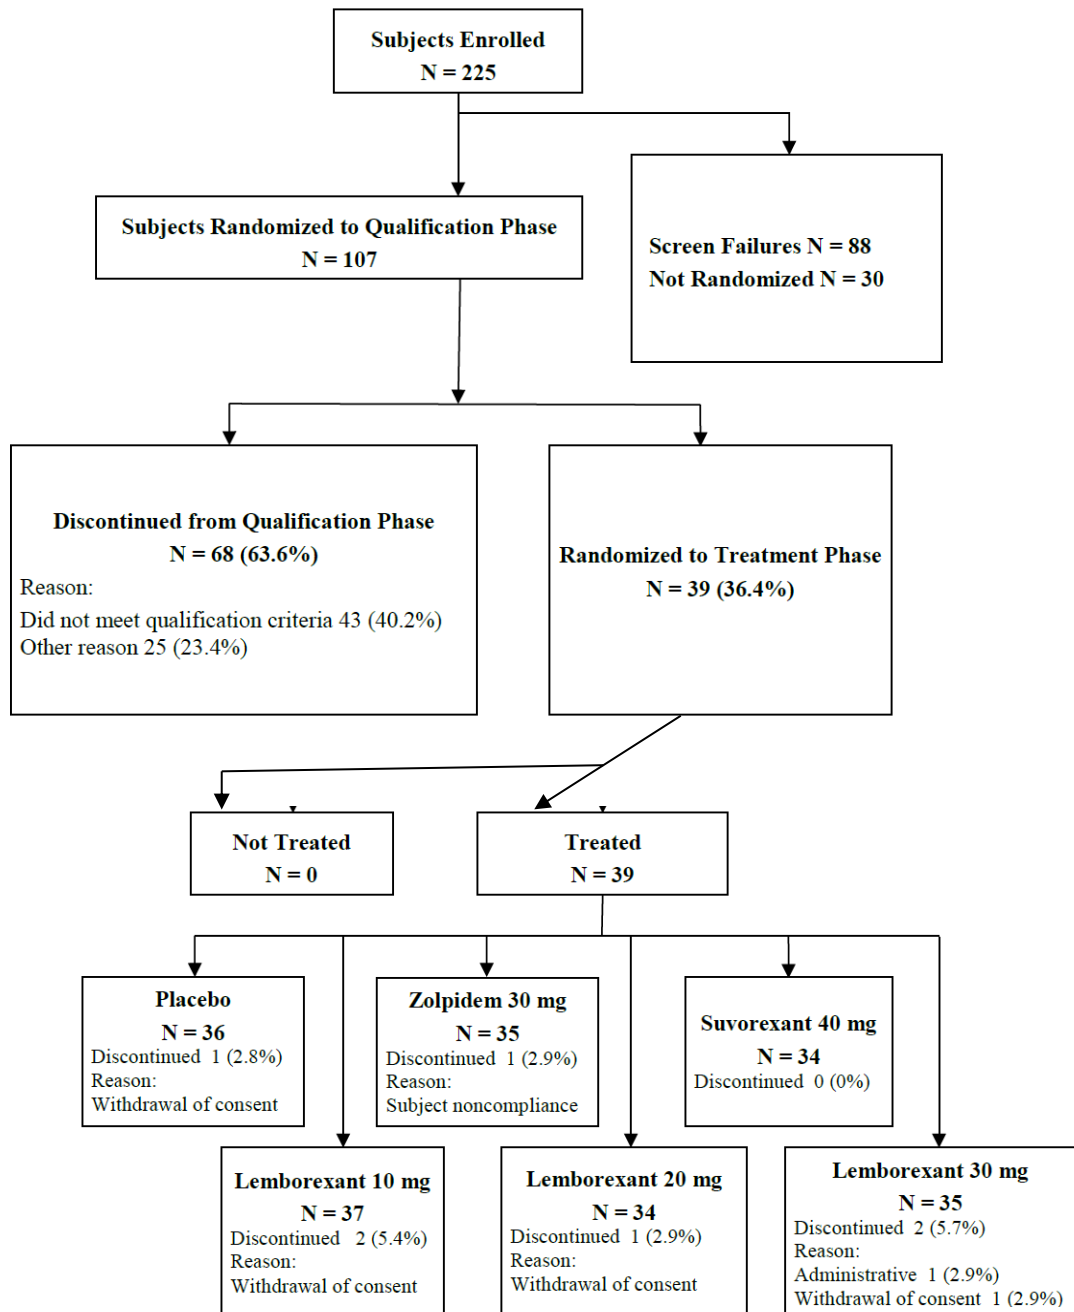 Subjects Enrolled
N = 225
Subjects Randomized to Qualification Phase
N = 107
Screen Failures N = 88
Not Randomized N = 30
Discontinued from Qualification Phase
N = 68 (63.6%)
Reason:
Did not meet qualification criteria 43 (40.2%)
Other reason 25 (23.4%)
Randomized to Treatment Phase
N = 39 (36.4%)
Not Treated
N = 0
Treated
N = 39
Placebo
N = 36
Discontinued 1 (2.8%)
Reason:
Withdrawal of consent
Zolpidem 30 mg
N = 35
Discontinued 1 (2.9%)
Reason:
Subject noncompliance
Suvorexant 40 mg
N = 34
Discontinued 0 (0%)
Lemborexant 10 mg
N = 37
Discontinued 2 (5.4%)
Reason:
Withdrawal of consent
Lemborexant 20 mg
N = 34
Discontinued 1 (2.9%)
Reason:
Withdrawal of consent
Lemborexant 30 mg
N = 35
Discontinued 2 (5.7%)
Reason:
Administrative 1 (2.9%)
Withdrawal of consent 1 (2.9%)